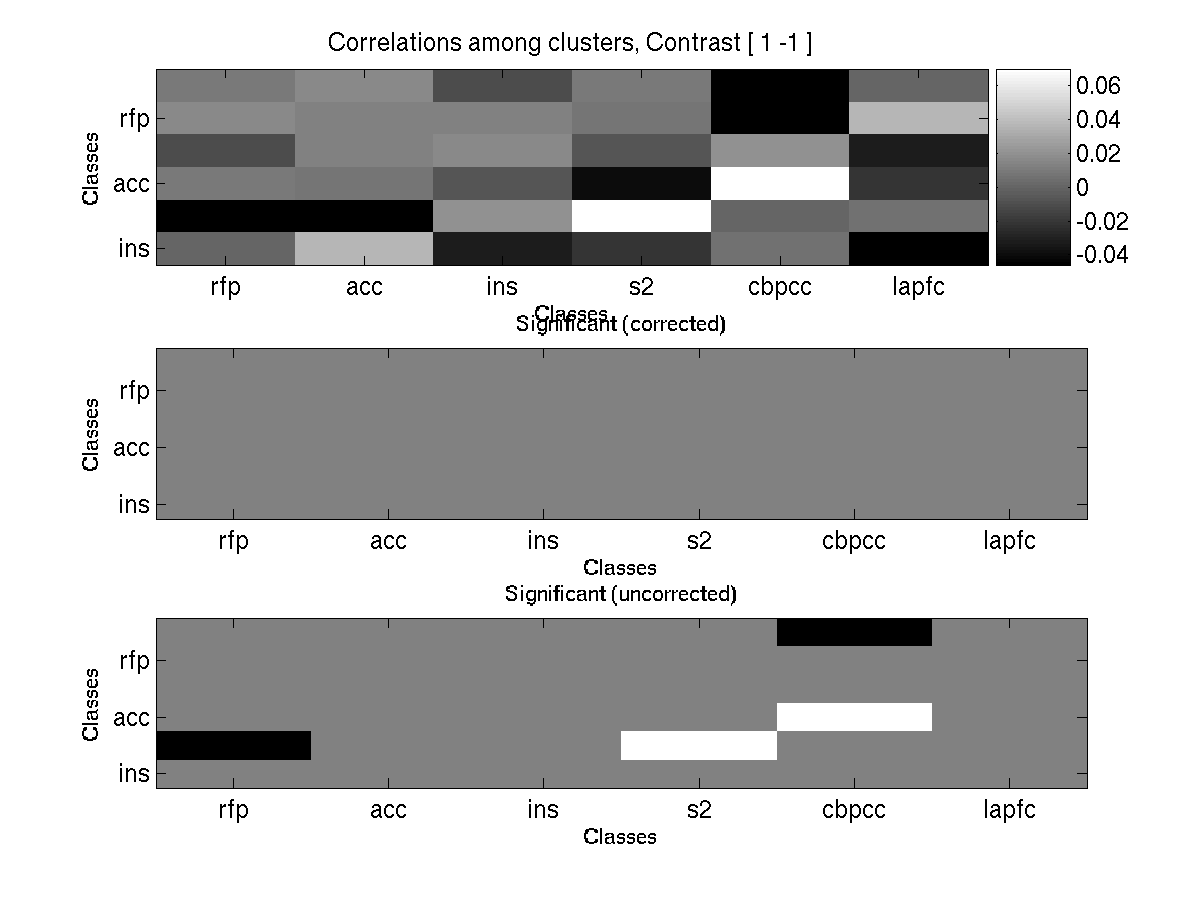 Correlations among clusters, Contrast [ 1 -1 ]
Classes
rfp
acc
ins
0.06
0.04
0.02
0
-0.02
-0.04
rfp acc ins s2 cbpcc lapfc
Classes
Significant (corrected)
Classes
rfp
acc
ins
rfp acc ins s2 cbpcc lapfc
Classes
Significant (uncorrected)
Classes
rfp
acc
ins
rfp acc ins s2 cbpcc lapfc
Classes